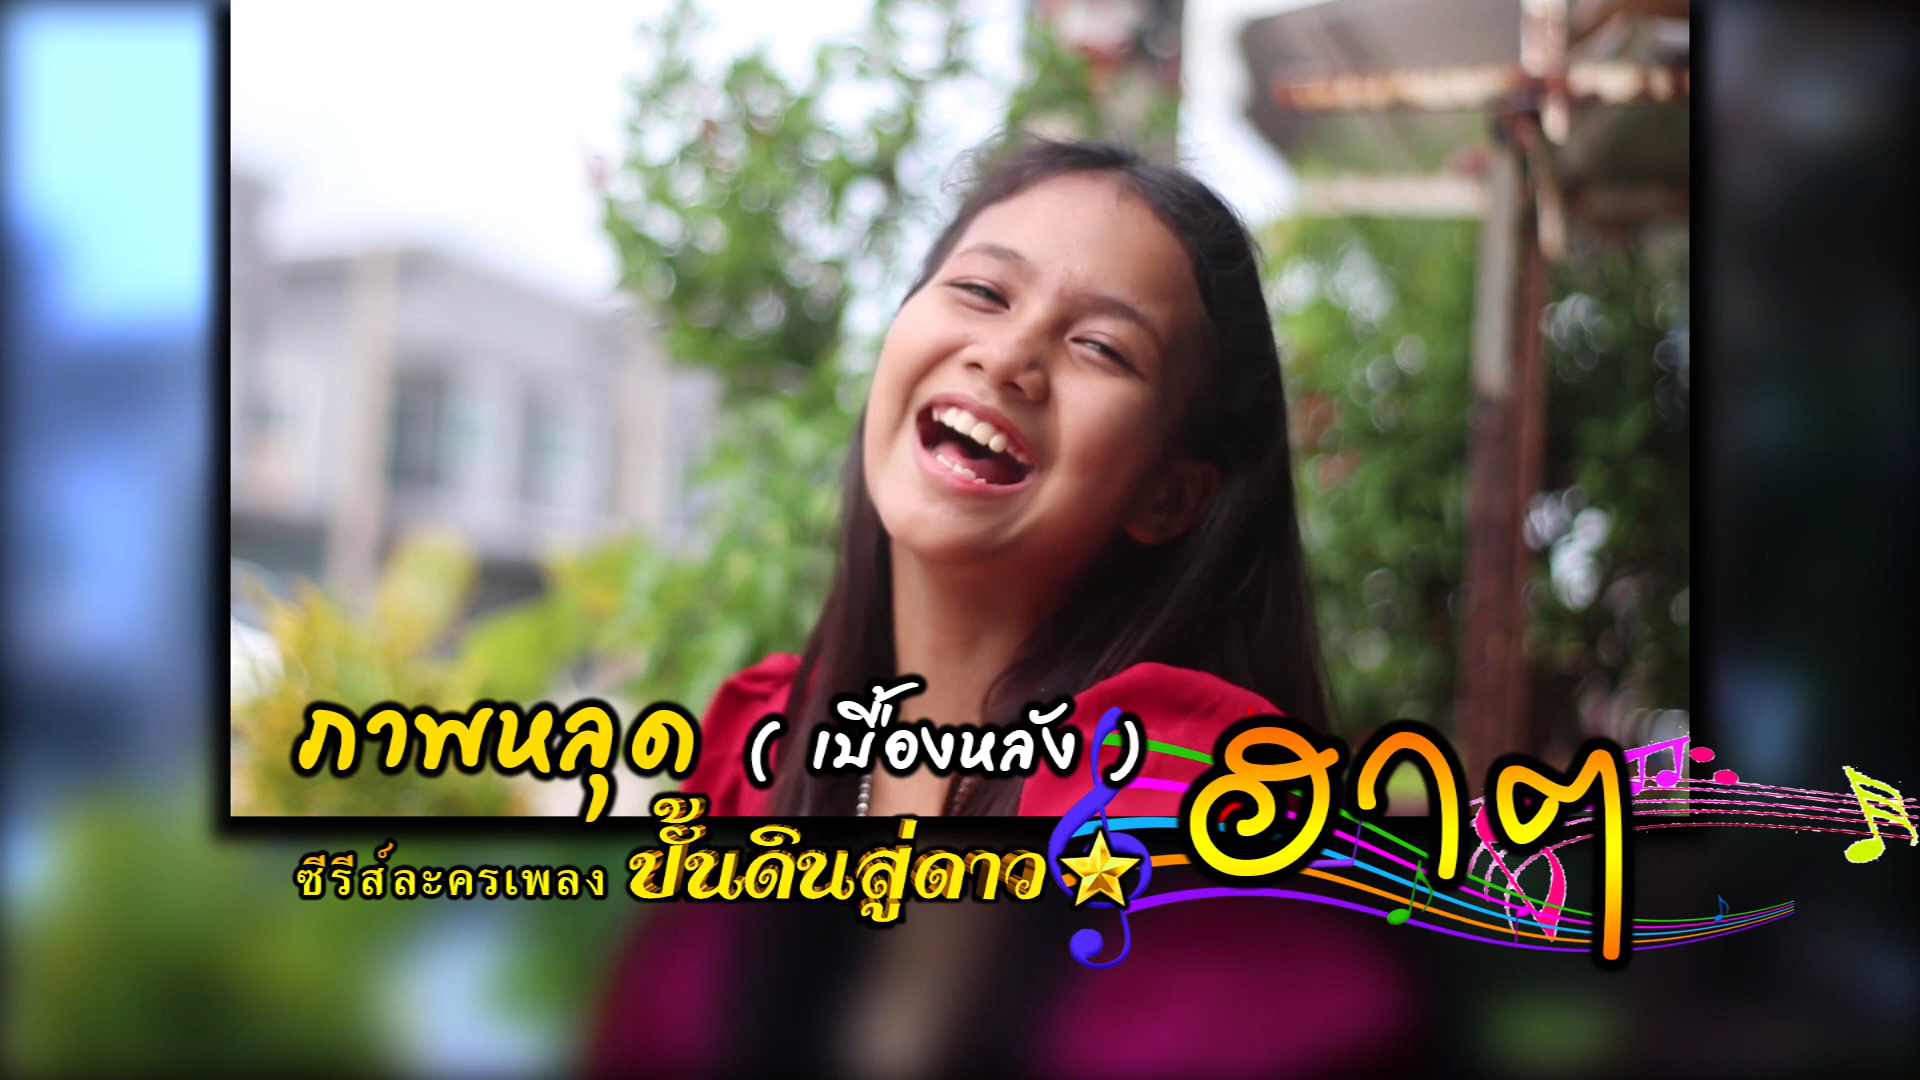 ภาพหลุด ( เบื้องหลัง ) ฮาๆ
ซีรีส์ละครเพลง ปั้นดินสู่ดาว